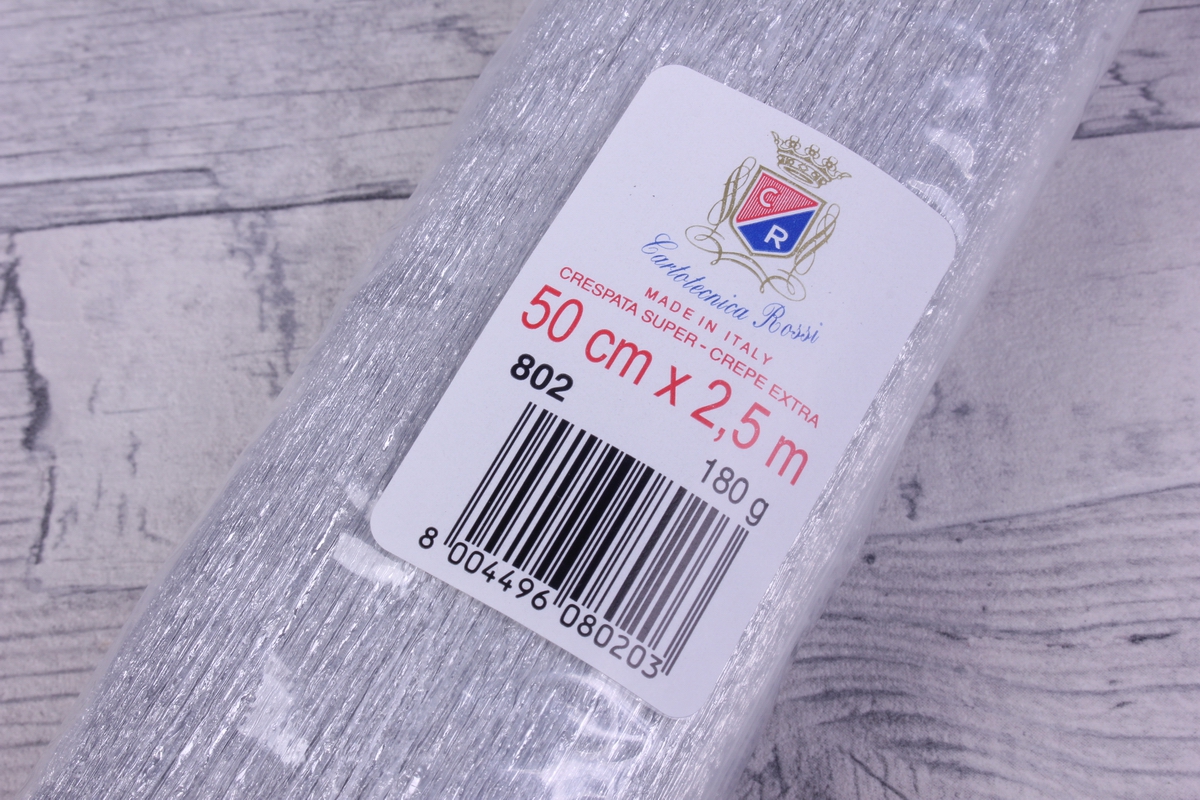 C
R
Cartotecnica Rossi
MADE IN ITALY
CRESPATA SUPER - CREPE EXTRA
50 cm x 2,5 m
802
180 g
8 004496 080203